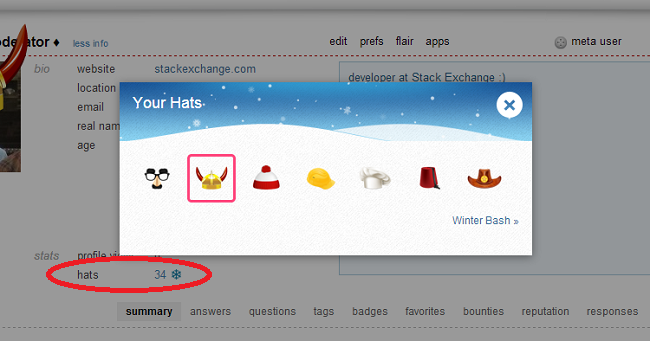 oderator ♦ less info edit prefs flair apps meta user
bio website stackexchange.com developer at Stack Exchange :)
location
email
real nam
age
Your Hats
Winter Bash »
stats profile vi
hats 34
summary answers questions tags badges favorites bounties reputation responses